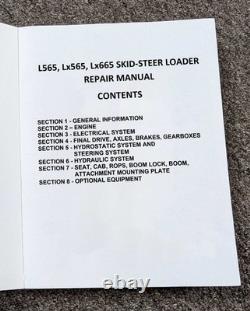 L565, Lx565, Lx665 SKID-STEER LOADER
REPAIR MANUAL
CONTENTS
SECTION 1 - GENERAL INFORMATION
SECTION 2 – ENGINE
SECTION 3 - ELECTRICAL SYSTEM
SECTION 4 - FINAL DRIVE, AXLES, BRAKES, GEARBOXES
SECTION 5 - HYDROSTATIC SYSTEM AND
STEERING SYSTEM
SECTION 6 - HYDRAULIC SYSTEM
SECTION 7 - SEAT, CAB, ROPS, BOOM LOCK, BOOM,
ATTACHMENT MOUNTING PLATE
SECTION 8 - OPTIONAL EQUIPMENT
thumbimg.com